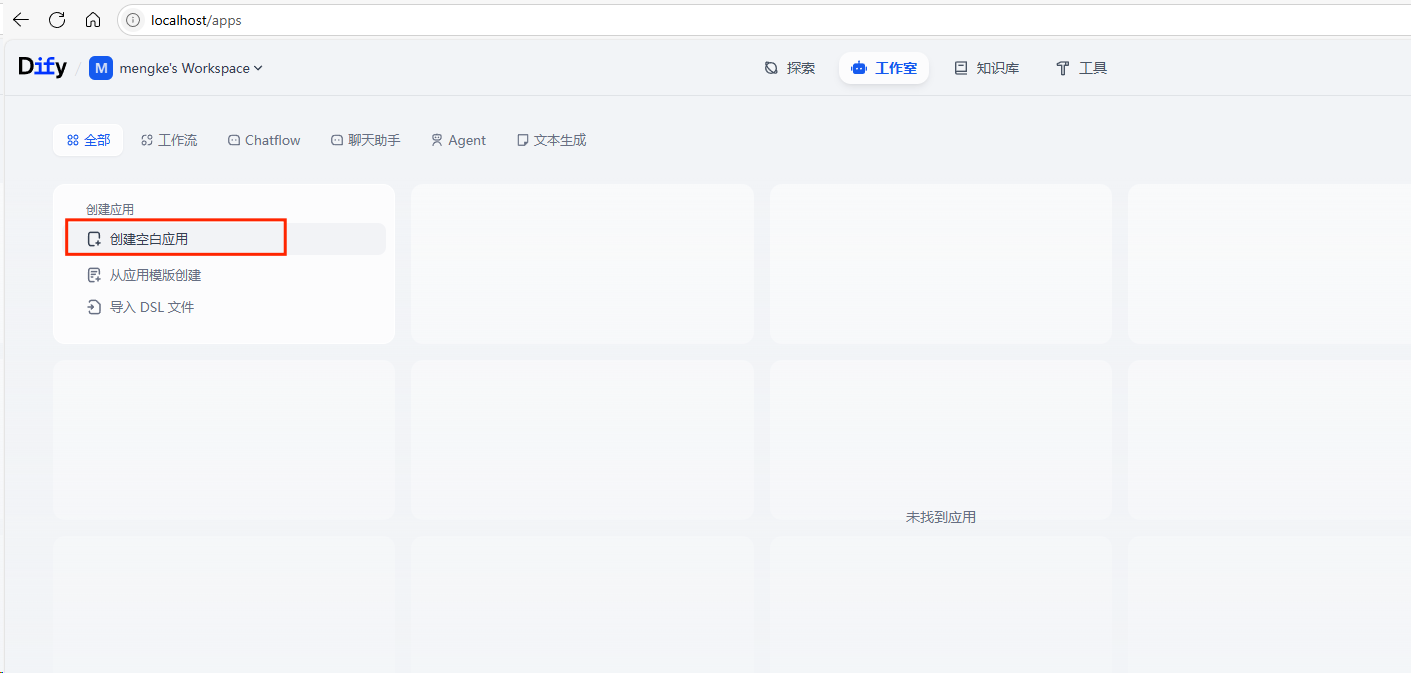 localhost/apps
Dify / M mengke's Workspace 探索 工作室 知识库 工具
全部 工作流 Chatflow 聊天助手 Agent 文本生成
创建应用
创建空白应用
从应用模版创建
导入 DSL 文件
未找到应用